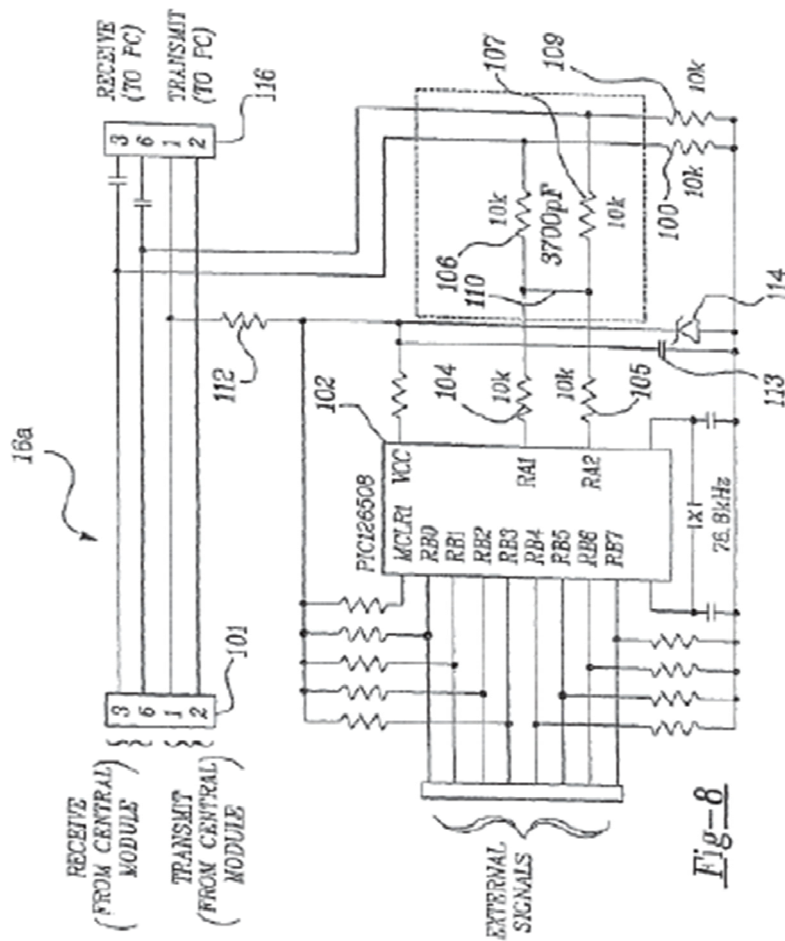 16a
RECEIVE
(FROM CENTRAL)
MODULE
TRANSMIT
(FROM CENTRAL)
MODULE
3
6
1
2
101
RECEIVE
(TO PC)
TRANSMIT
(TO PC)
3
6
1
2
116
112
102
PIC126508
MCLR1
VCC
RB0
RB1
RB2
RB3
RB4
RB5
RB6
RB7
RA1
RA2
104
10k
10k
105
106
10k
3700pF
10k
110
107
109
10k
10k
100
114
113
76.8kHz
EXTERNAL
SIGNALS
Fig-8